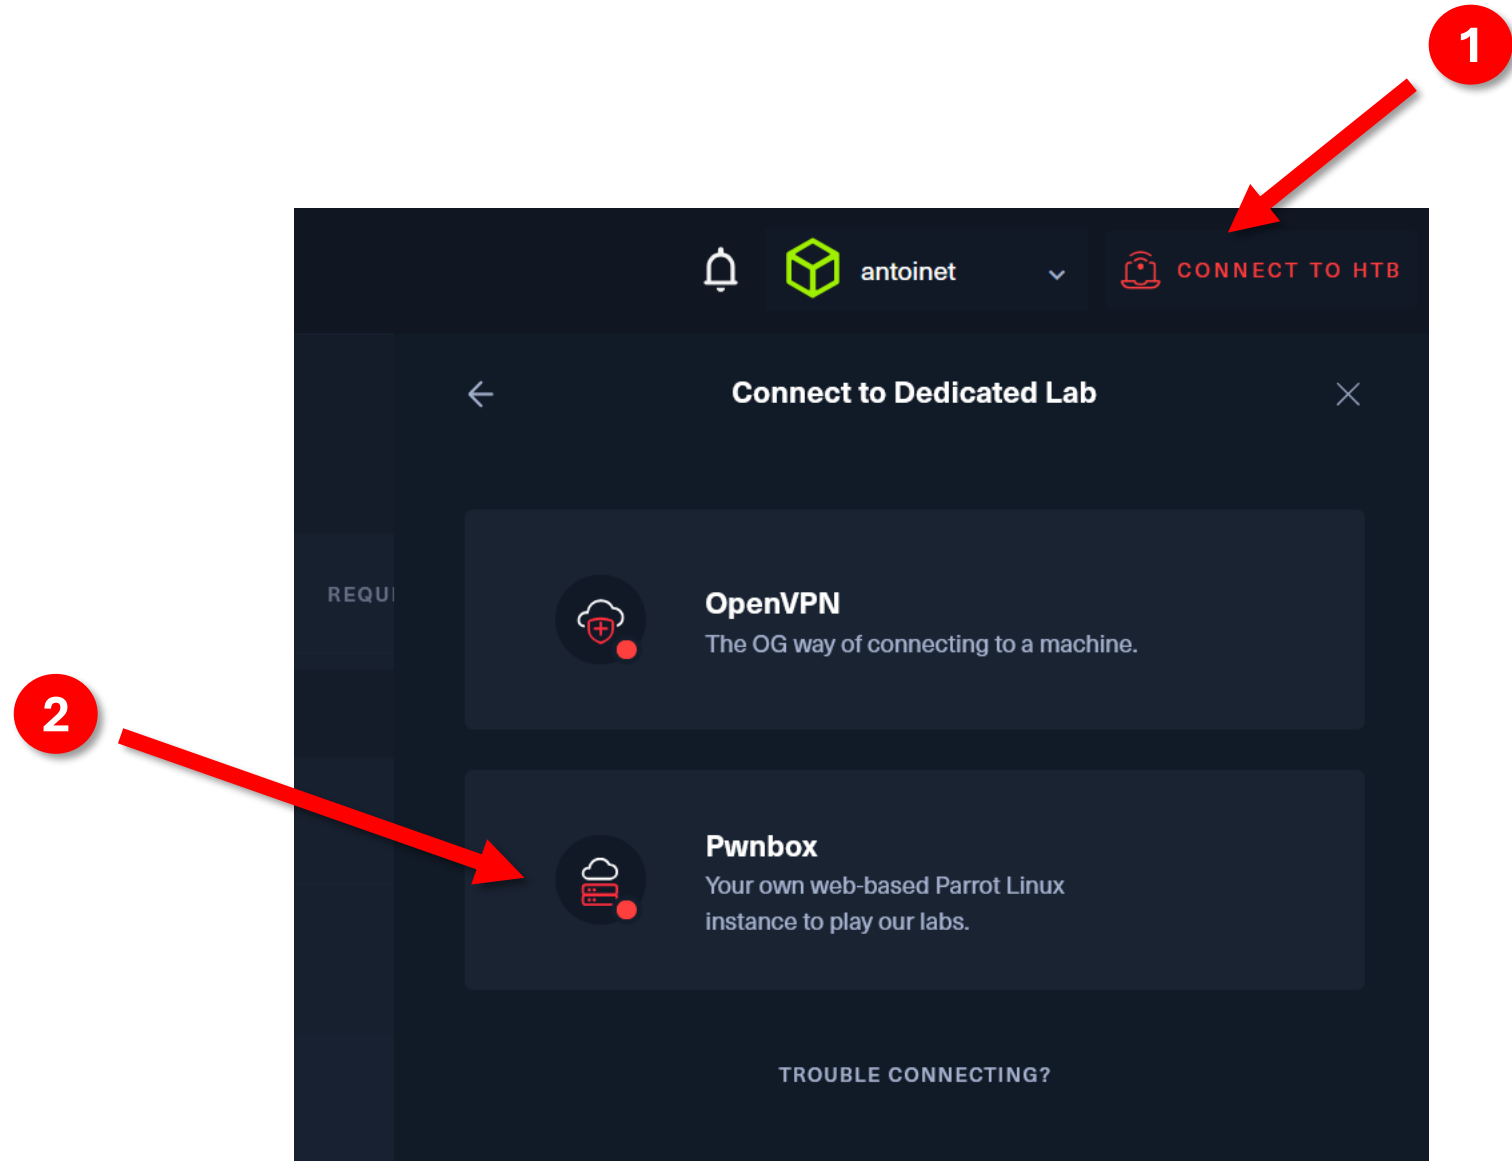 1
antoinet
CONNECT TO HTB
Connect to Dedicated Lab
REQUI
OpenVPN
The OG way of connecting to a machine.
2
Pwnbox
Your own web-based Parrot Linux
instance to play our labs.
TROUBLE CONNECTING?